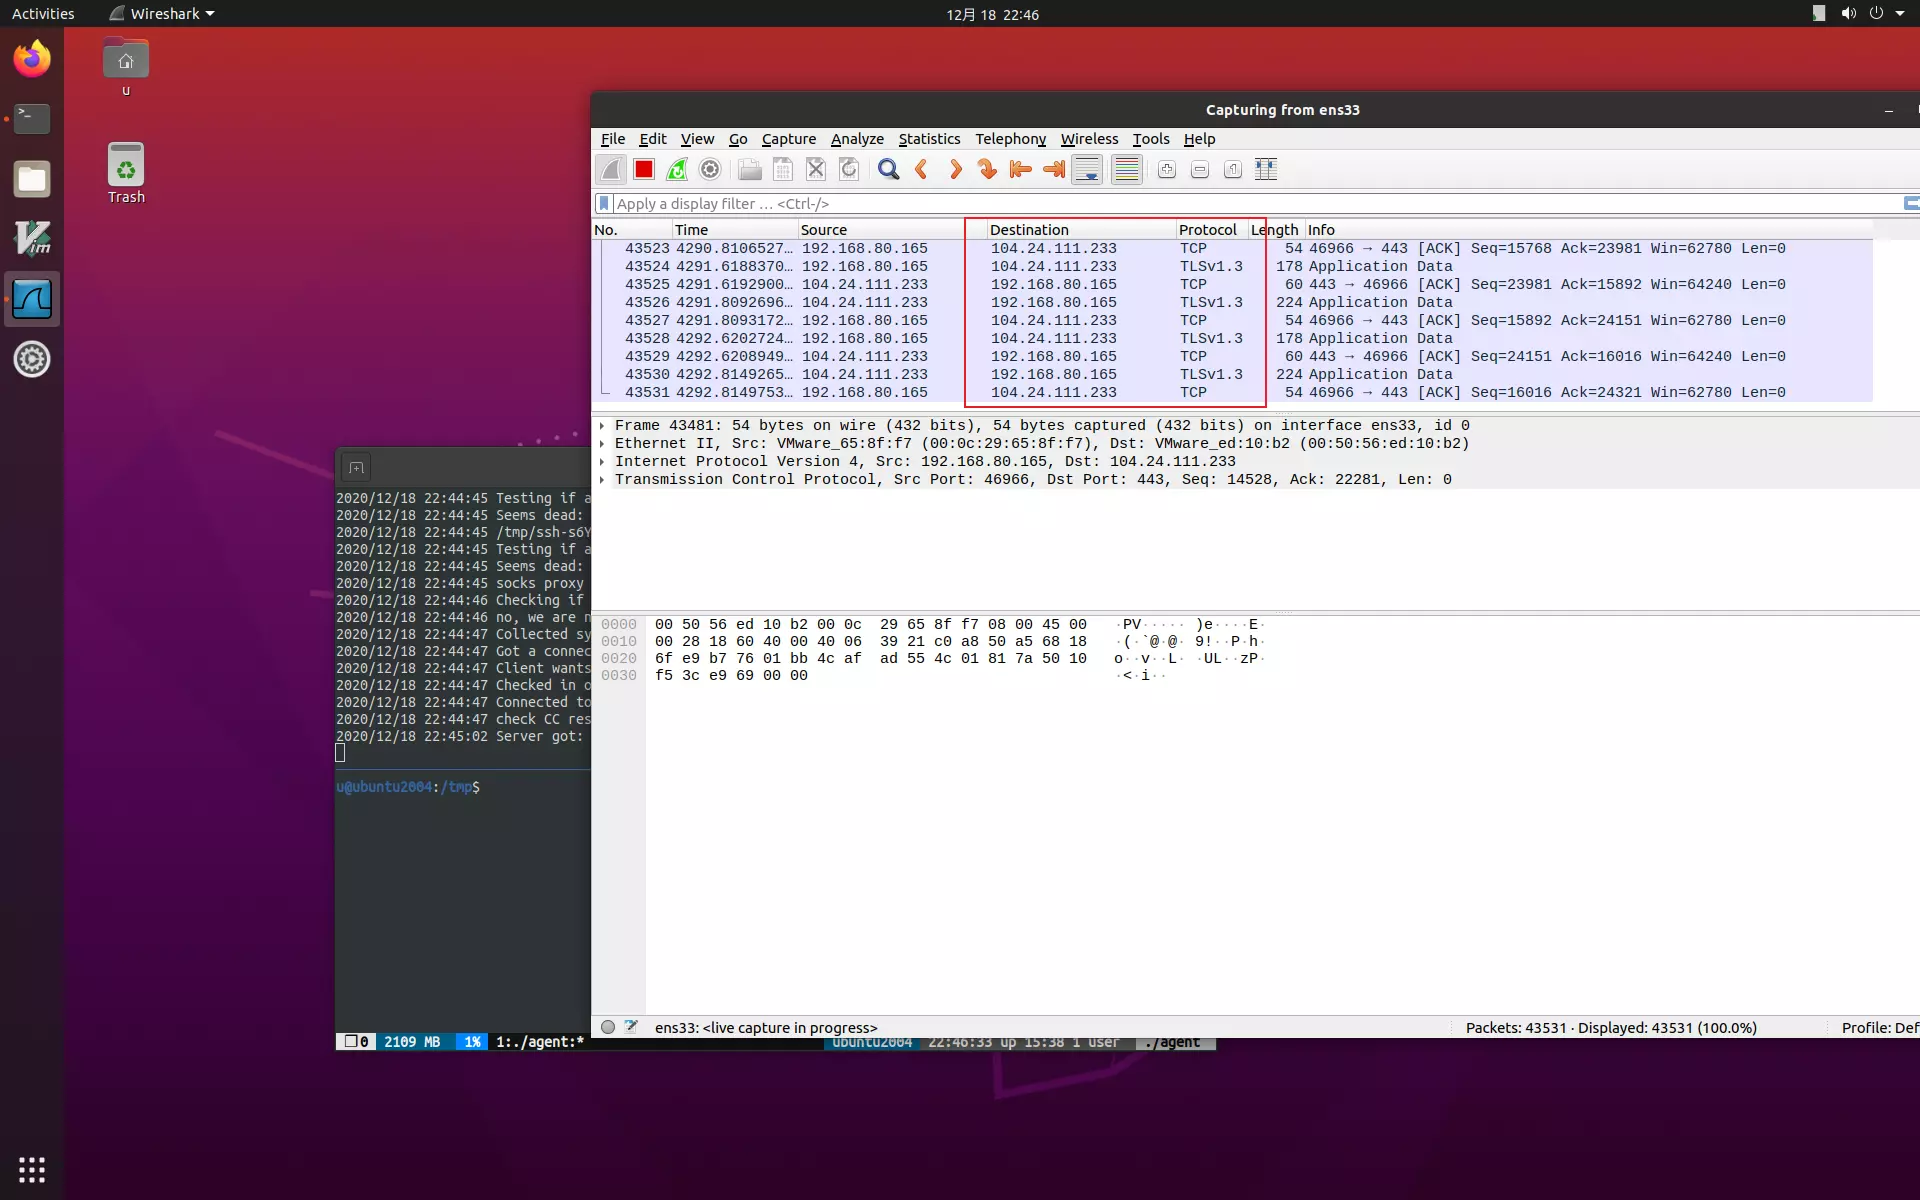 Activities
Wireshark
12月 18 22:46
u
Trash
Capturing from ens33
File Edit View Go Capture Analyze Statistics Telephony Wireless Tools Help
Apply a display filter … <Ctrl-/>
No. Time Source Destination Protocol Length Info
43523 4290.8106527… 192.168.80.165 104.24.111.233 TCP 54 46966 → 443 [ACK] Seq=15768 Ack=23981 Win=62780 Len=0
43524 4291.6188370… 192.168.80.165 104.24.111.233 TLSv1.3 178 Application Data
43525 4291.6192900… 104.24.111.233 192.168.80.165 TCP 60 443 → 46966 [ACK] Seq=23981 Ack=15892 Win=64240 Len=0
43526 4291.8092696… 104.24.111.233 192.168.80.165 TLSv1.3 224 Application Data
43527 4291.8093172… 192.168.80.165 104.24.111.233 TCP 54 46966 → 443 [ACK] Seq=15892 Ack=24151 Win=62780 Len=0
43528 4292.6202724… 192.168.80.165 104.24.111.233 TLSv1.3 178 Application Data
43529 4292.6208949… 104.24.111.233 192.168.80.165 TCP 60 443 → 46966 [ACK] Seq=24151 Ack=16016 Win=64240 Len=0
43530 4292.8149265… 104.24.111.233 192.168.80.165 TLSv1.3 224 Application Data
43531 4292.8149753… 192.168.80.165 104.24.111.233 TCP 54 46966 → 443 [ACK] Seq=16016 Ack=24321 Win=62780 Len=0
Frame 43481: 54 bytes on wire (432 bits), 54 bytes captured (432 bits) on interface ens33, id 0
Ethernet II, Src: VMware_65:8f:f7 (00:0c:29:65:8f:f7), Dst: VMware_ed:10:b2 (00:50:56:ed:10:b2)
Internet Protocol Version 4, Src: 192.168.80.165, Dst: 104.24.111.233
Transmission Control Protocol, Src Port: 46966, Dst Port: 443, Seq: 14528, Ack: 22281, Len: 0
0000 00 50 56 ed 10 b2 00 0c 29 65 8f f7 08 00 45 00 ·PV····· )e····E·
0010 00 28 18 60 40 00 40 06 39 21 c0 a8 50 a5 68 18 ·(·`@·@· 9!··P·h·
0020 6f e9 b7 76 01 bb 4c af ad 55 4c 01 81 7a 50 10 o··v··L· ·UL··zP·
0030 f5 3c e9 69 00 00 ·<·i··
ens33: <live capture in progress>
Packets: 43531 · Displayed: 43531 (100.0%)
Profile: Def
2020/12/18 22:44:45 Testing if a
2020/12/18 22:44:45 Seems dead:
2020/12/18 22:44:45 /tmp/ssh-s6Y
2020/12/18 22:44:45 Testing if a
2020/12/18 22:44:45 Seems dead:
2020/12/18 22:44:45 socks proxy
2020/12/18 22:44:46 Checking if
2020/12/18 22:44:46 no, we are n
2020/12/18 22:44:47 Collected sy
2020/12/18 22:44:47 Got a connec
2020/12/18 22:44:47 Client wants
2020/12/18 22:44:47 Checked in o
2020/12/18 22:44:47 Connected to
2020/12/18 22:44:47 check CC res
2020/12/18 22:45:02 Server got:
u@ubuntu2004:/tmp$
❐0 2109 MB 1% 1:./agent:* ubuntu2004 22:46:33 up 15:38 1 user ./agent